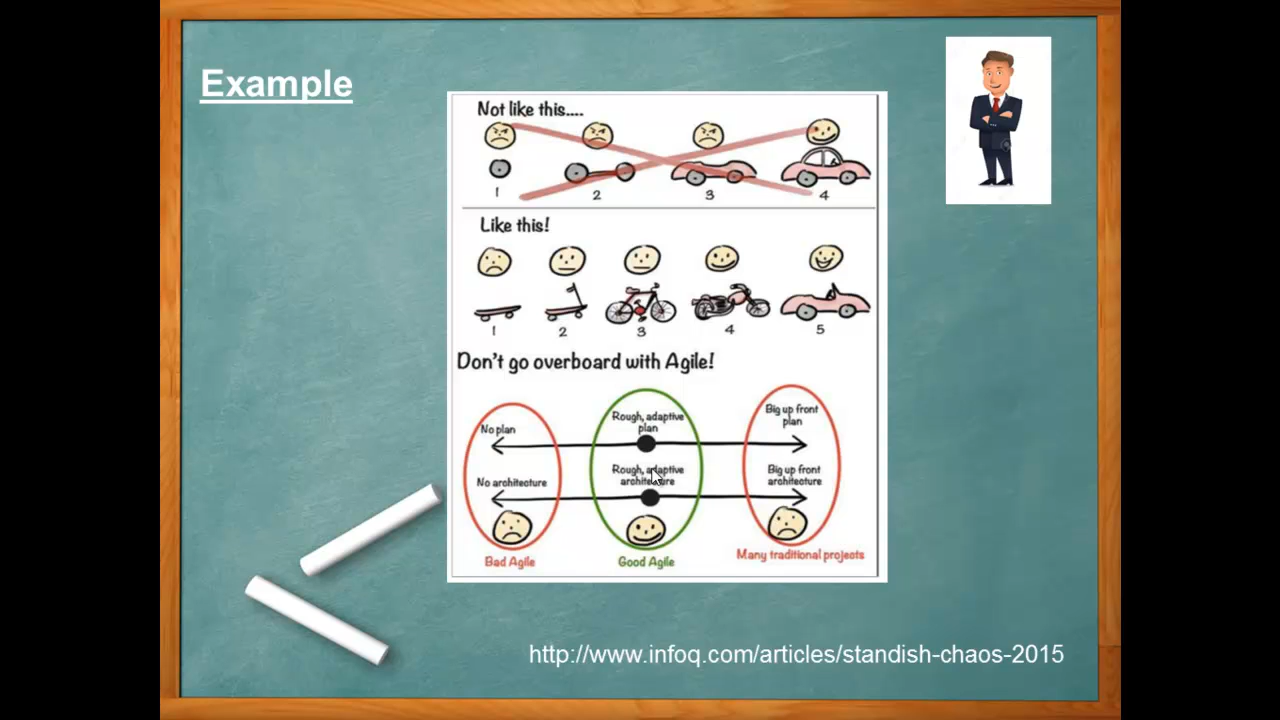 Example
Not like this....
1 2 3 4
Like this!
1 2 3 4 5
Don't go overboard with Agile!
No plan
Rough, adaptive
plan
Big up front
plan
No architecture
Rough, adaptive
architecture
Big up front
architecture
Bad Agile
Good Agile
Many traditional projects
http://www.infoq.com/articles/standish-chaos-2015